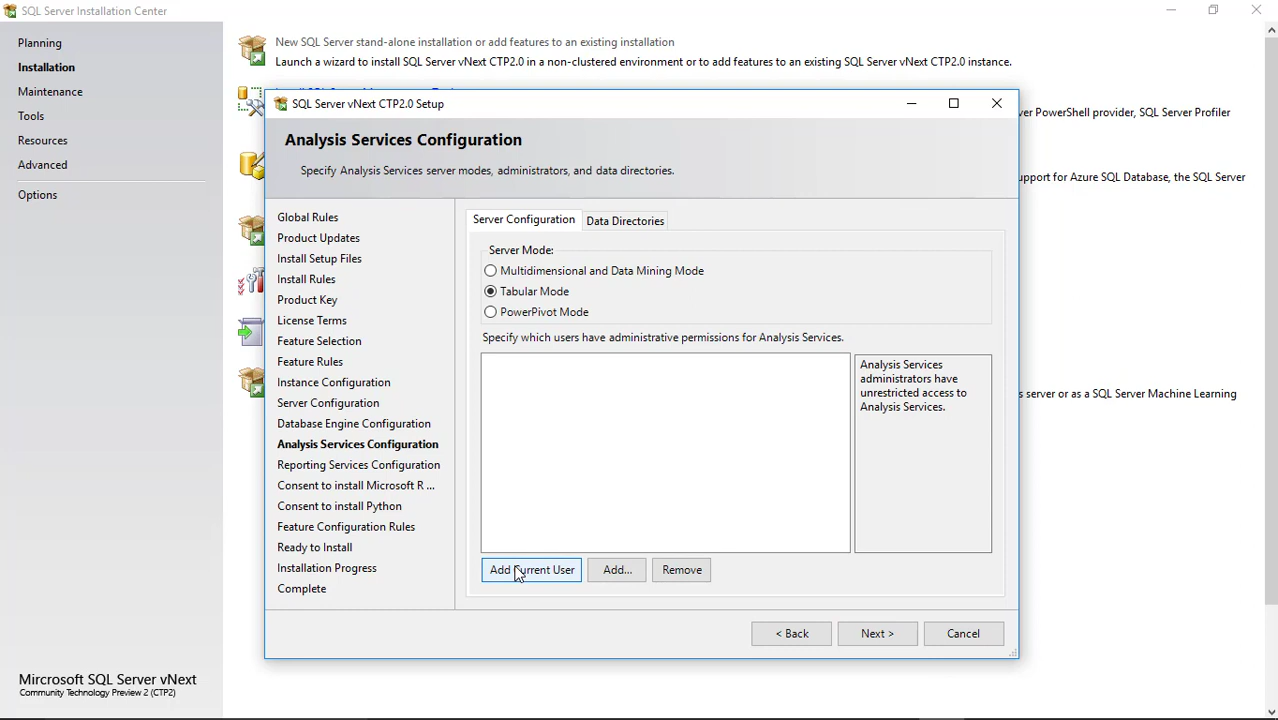 SQL Server Installation Center
Planning
Installation
Maintenance
Tools
Resources
Advanced
Options
Mircrosoft SQL Server vNext
Community Technology Preview 2 (CTP2)
New SQL Server stand-alone installation or add features to an existing installation
Launch a wizard to install SQL Server vNext CTP2.0 in a non-clustered environment or to add features to an existing SQL Server vNext CTP2.0 instance.
ver PowerShell provider, SQL Server Profiler
upport for Azure SQL Database, the SQL Server
s server or as a SQL Server Machine Learning
SQL Server vNext CTP2.0 Setup
Analysis Services Configuration
Specify Analysis Services server modes, administrators, and data directories.
Global Rules
Product Updates
Install Setup Files
Install Rules
Product Key
License Terms
Feature Selection
Feature Rules
Instance Configuration
Server Configuration
Database Engine Configuration
Analysis Services Configuration
Reporting Services Configuration
Consent to install Microsoft R ...
Consent to install Python
Feature Configuration Rules
Ready to Install
Installation Progress
Complete
Server Configuration
Data Directories
Server Mode:
Multidimensional and Data Mining Mode
Tabular Mode
PowerPivot Mode
Specify which users have administrative permissions for Analysis Services.
Analysis Services
administrators have
unrestricted access to
Analysis Services.
Add Current User
Add...
Remove
< Back
Next >
Cancel